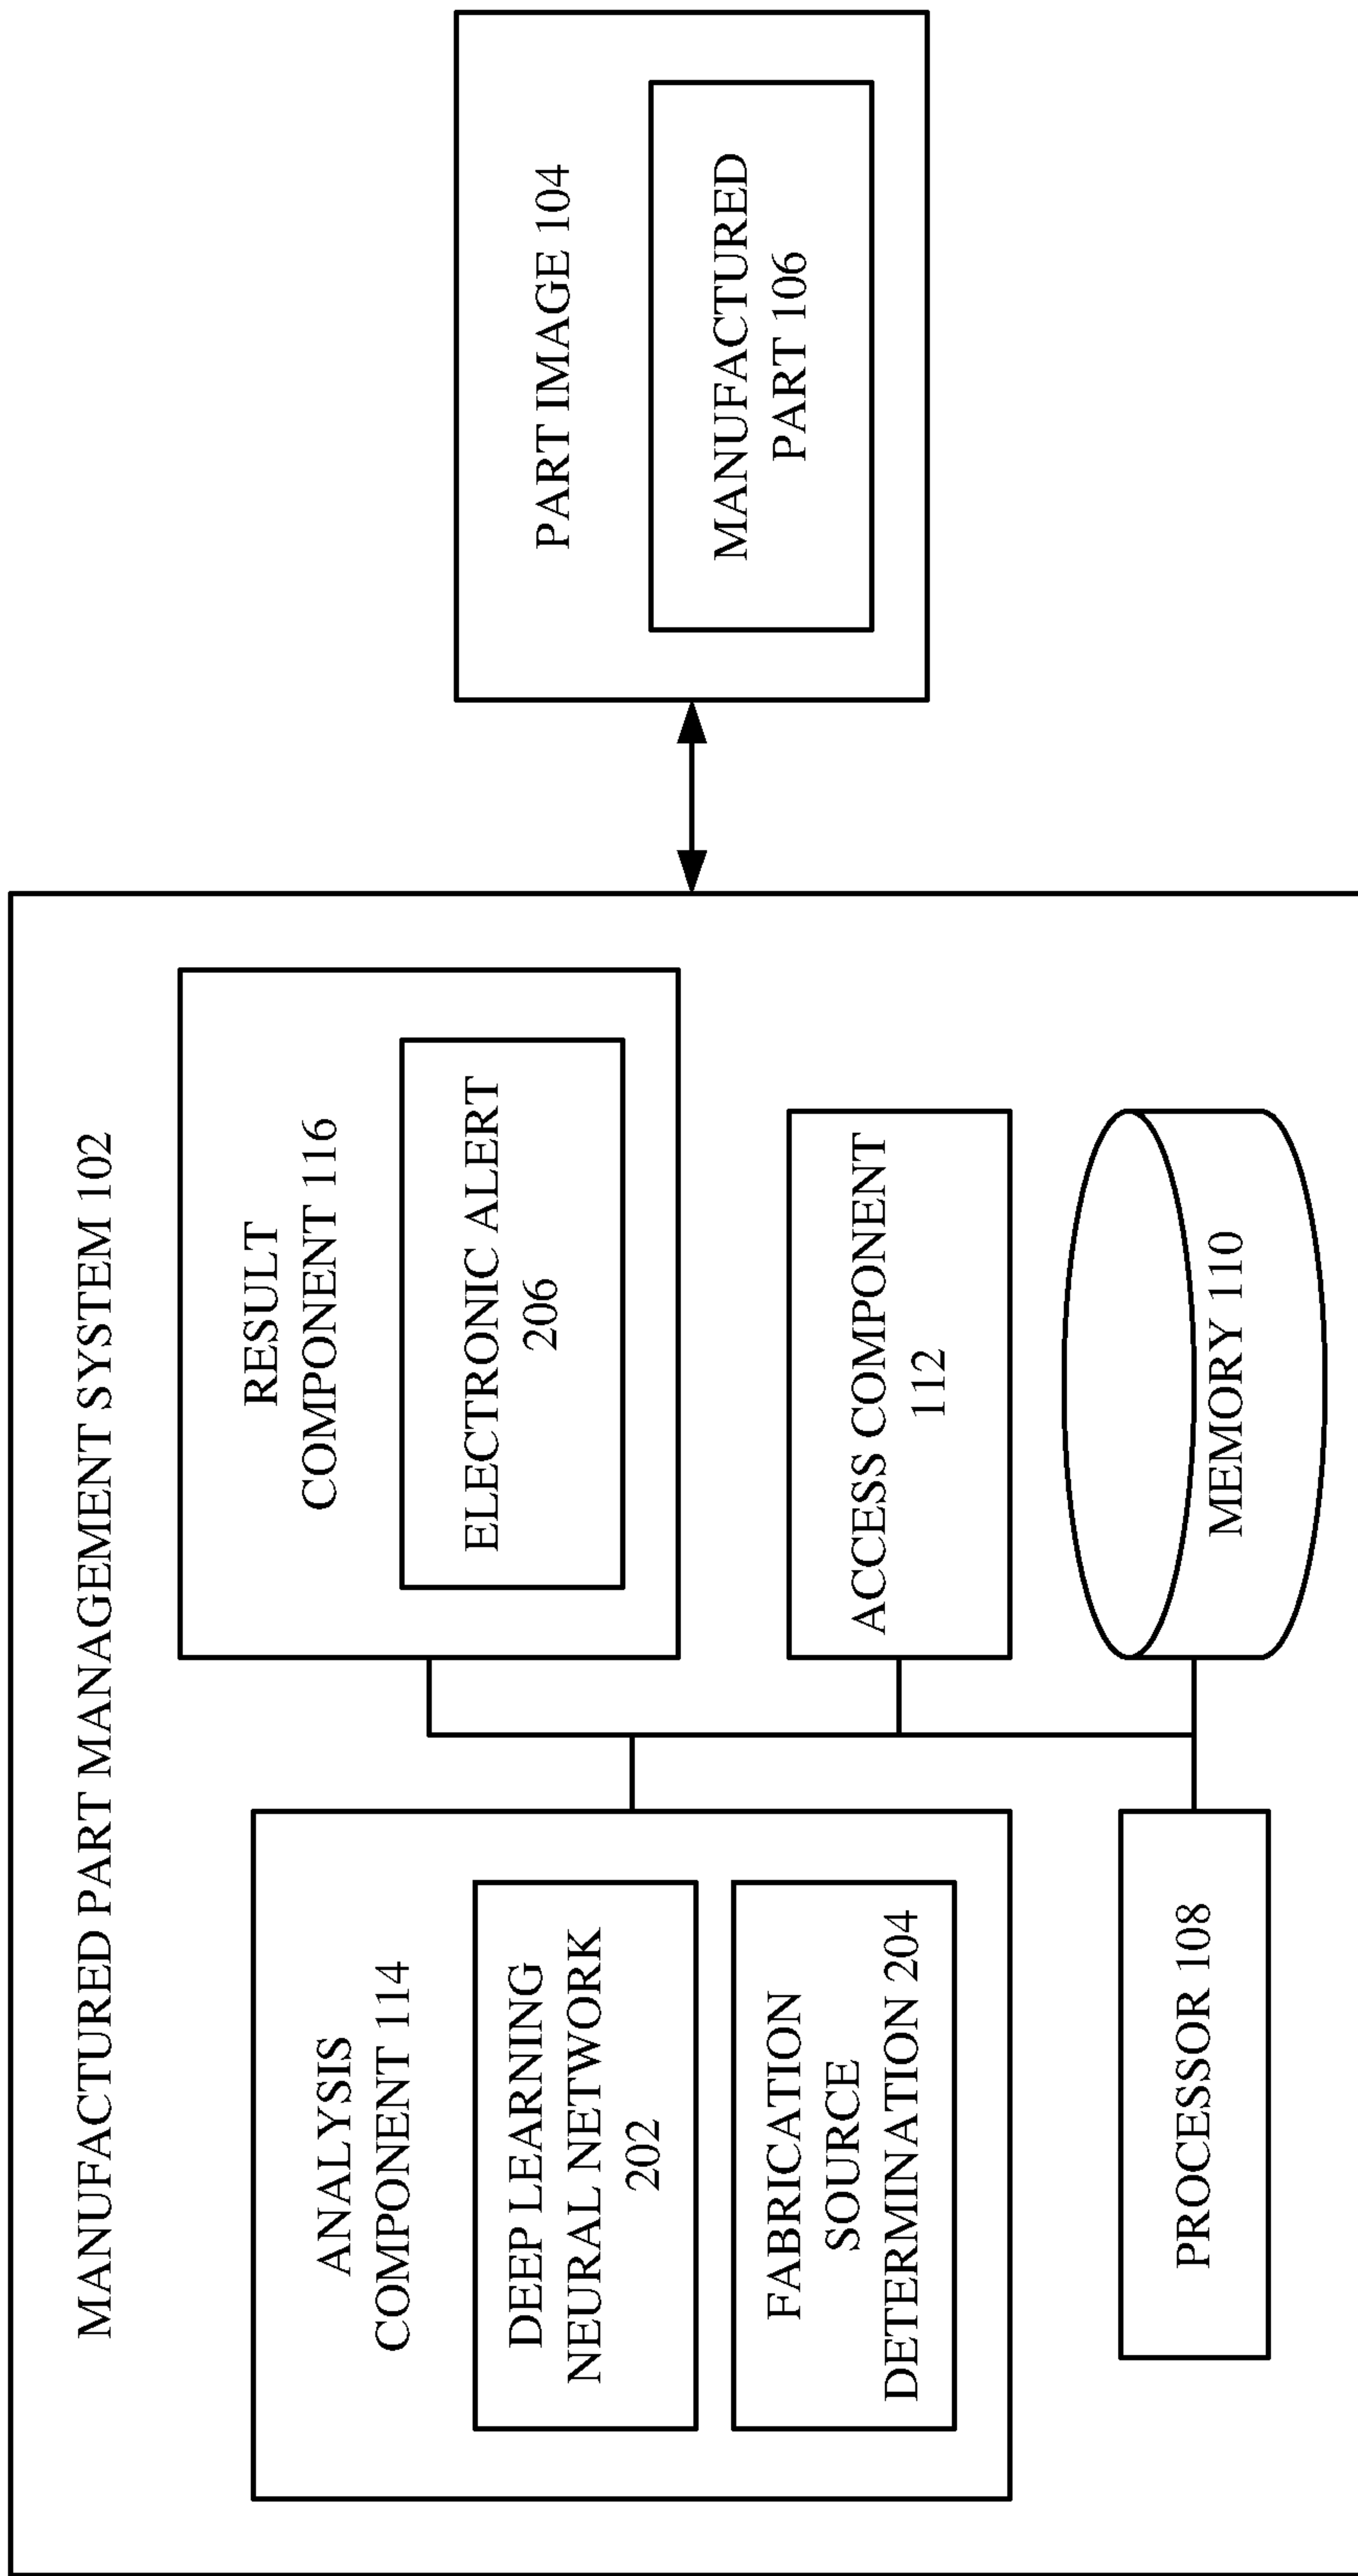 MANUFACTURED PART MANAGEMENT SYSTEM 102
ANALYSIS
COMPONENT 114
DEEP LEARNING
NEURAL NETWORK
202
FABRICATION
SOURCE
DETERMINATION 204
PROCESSOR 108
RESULT
COMPONENT 116
ELECTRONIC ALERT
206
ACCESS COMPONENT
112
MEMORY 110
PART IMAGE 104
MANUFACTURED
PART 106